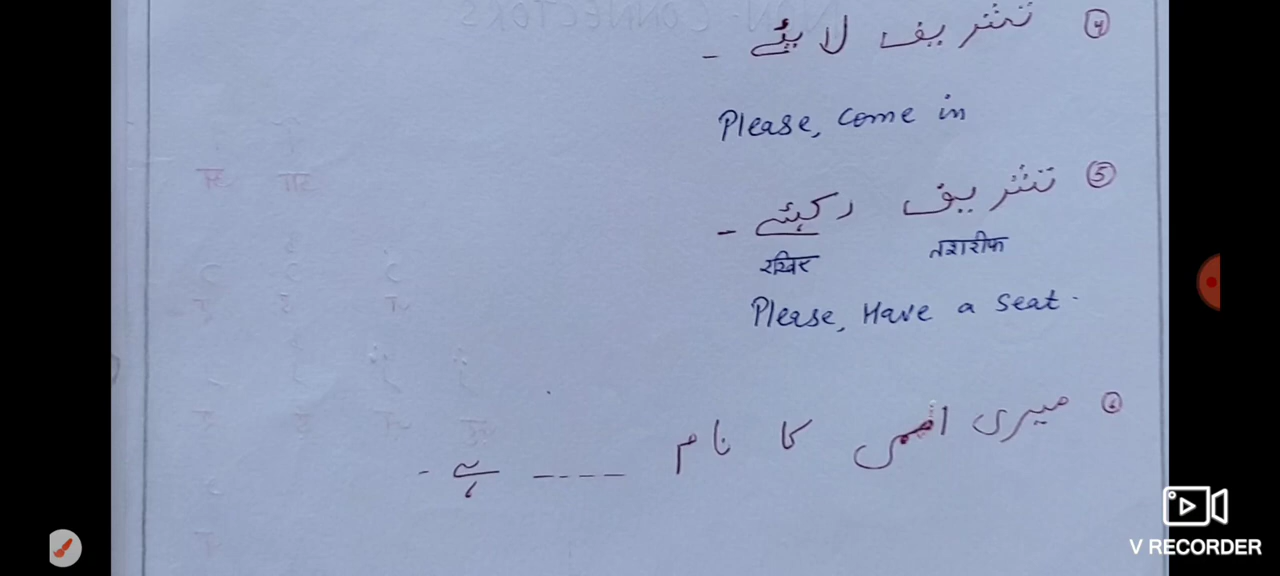 ④ تشریف لائیے -
Please, come in
⑤ تشریف رکھئے -
तशरीफ रखिए
Please, Have a seat.
⑥ میری امی کا نام ---- ہے -
V RECORDER